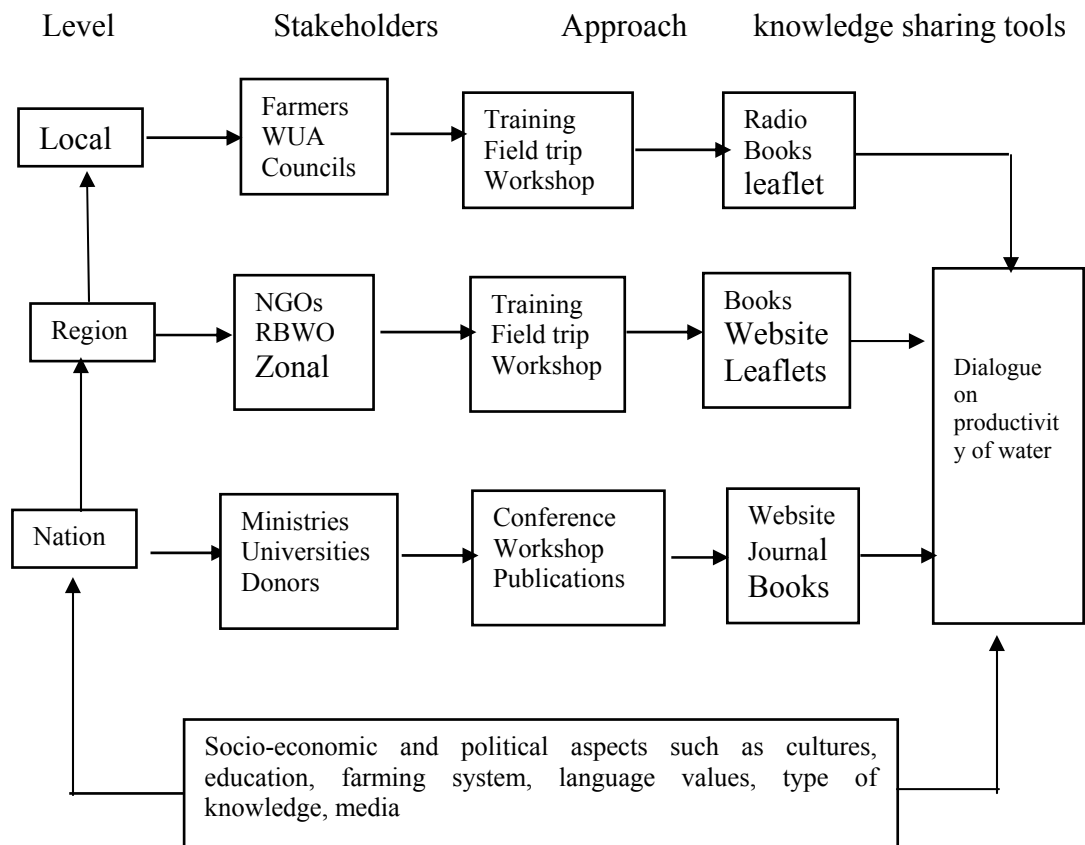 Level Stakeholders Approach knowledge sharing tools
Local
Farmers
WUA
Councils
Training
Field trip
Workshop
Radio
Books
leaflet
Region
NGOs
RBWO
Zonal
Training
Field trip
Workshop
Books
Website
Leaflets
Dialogue
on
productivit
y of water
Nation
Ministries
Universities
Donors
Conference
Workshop
Publications
Website
Journal
Books
Socio-economic and political aspects such as cultures,
education, farming system, language values, type of
knowledge, media